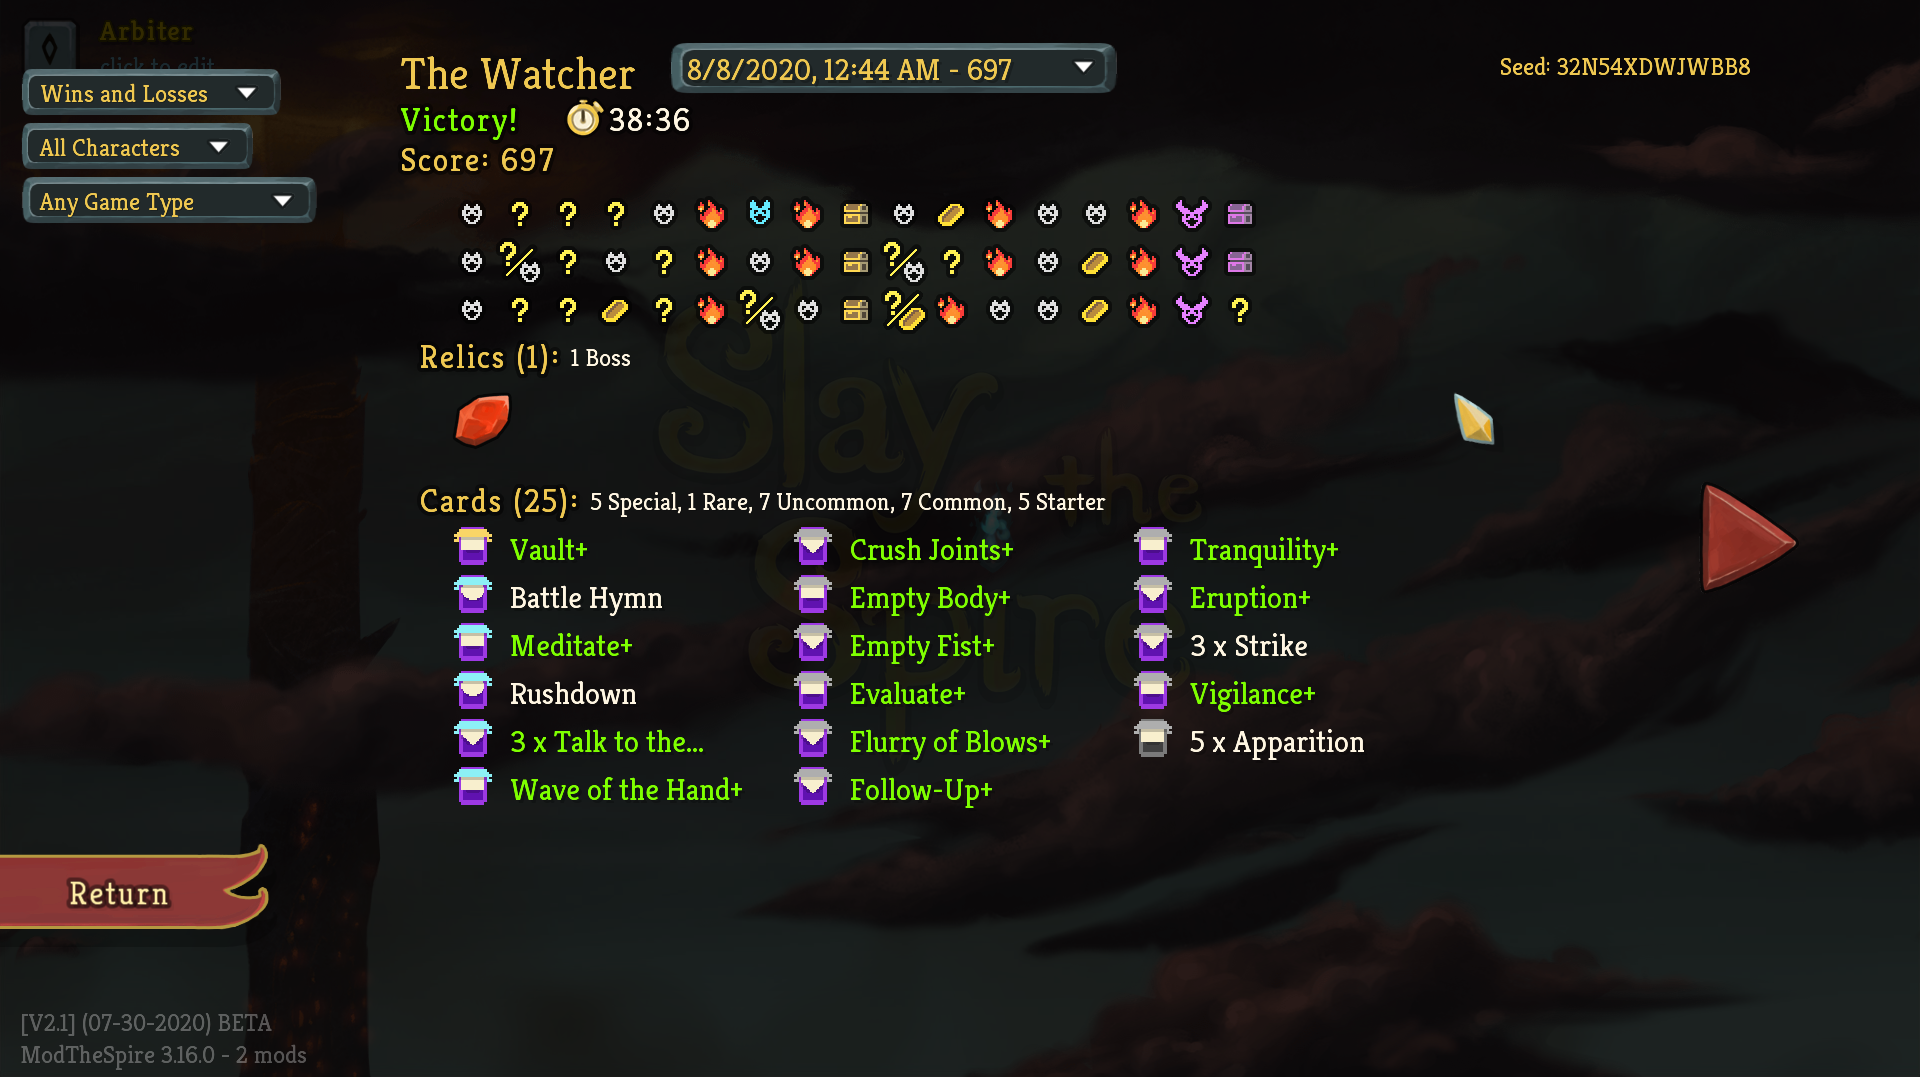 Arbiter
click to edit
Wins and Losses
All Characters
Any Game Type
The Watcher
8/8/2020, 12:44 AM - 697
Seed: 32N54XDWJWBB8
Victory!
38:36
Score: 697
Relics (1): 1 Boss
Slay
the
Spire
Cards (25): 5 Special, 1 Rare, 7 Uncommon, 7 Common, 5 Starter
Vault+
Battle Hymn
Meditate+
Rushdown
3 x Talk to the...
Wave of the Hand+
Crush Joints+
Empty Body+
Empty Fist+
Evaluate+
Flurry of Blows+
Follow-Up+
Tranquility+
Eruption+
3 x Strike
Vigilance+
5 x Apparition
Return
[V2.1] (07-30-2020) BETA
ModTheSpire 3.16.0 - 2 mods